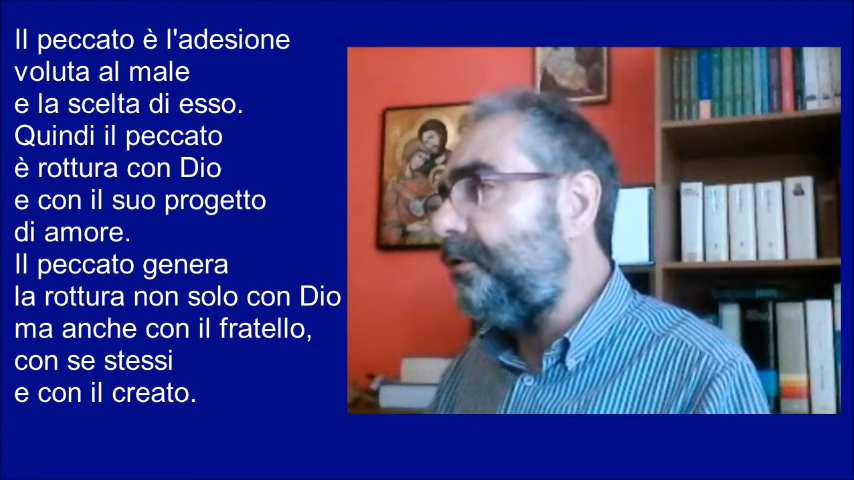 Il peccato è l'adesione
voluta al male
e la scelta di esso.
Quindi il peccato
è rottura con Dio
e con il suo progetto
di amore.
Il peccato genera
la rottura non solo con Dio
ma anche con il fratello,
con se stessi
e con il creato.